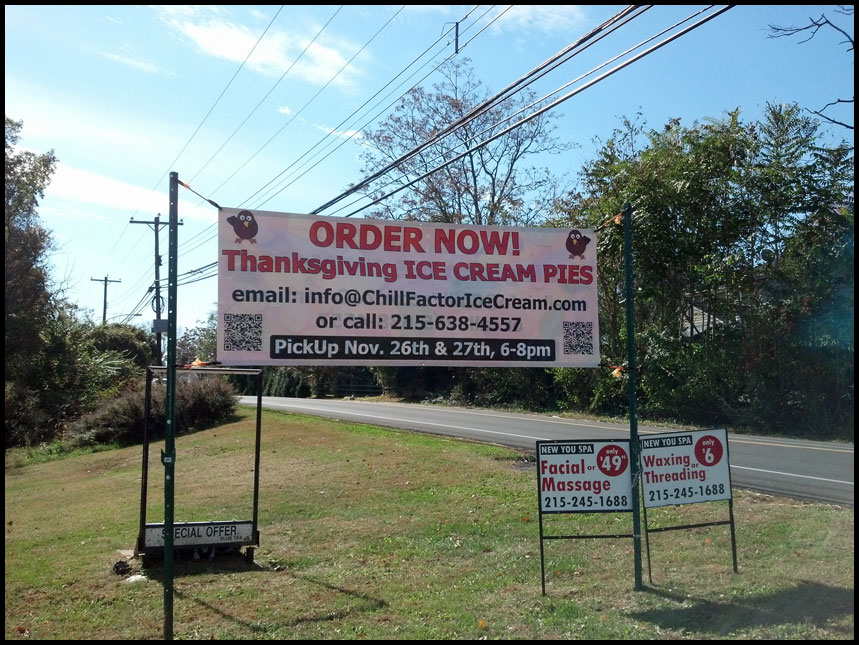 ORDER NOW!
Thanksgiving ICE CREAM PIES
email: info@ChillFactorIceCream.com
or call: 215-638-4557
PickUp Nov. 26th & 27th, 6-8pm
NEW YOU SPA
Facial or
Massage
only
$49
215-245-1688
NEW YOU SPA
Waxing or
Threading
only
$6
215-245-1688
SPECIAL OFFER
PLUS TAX